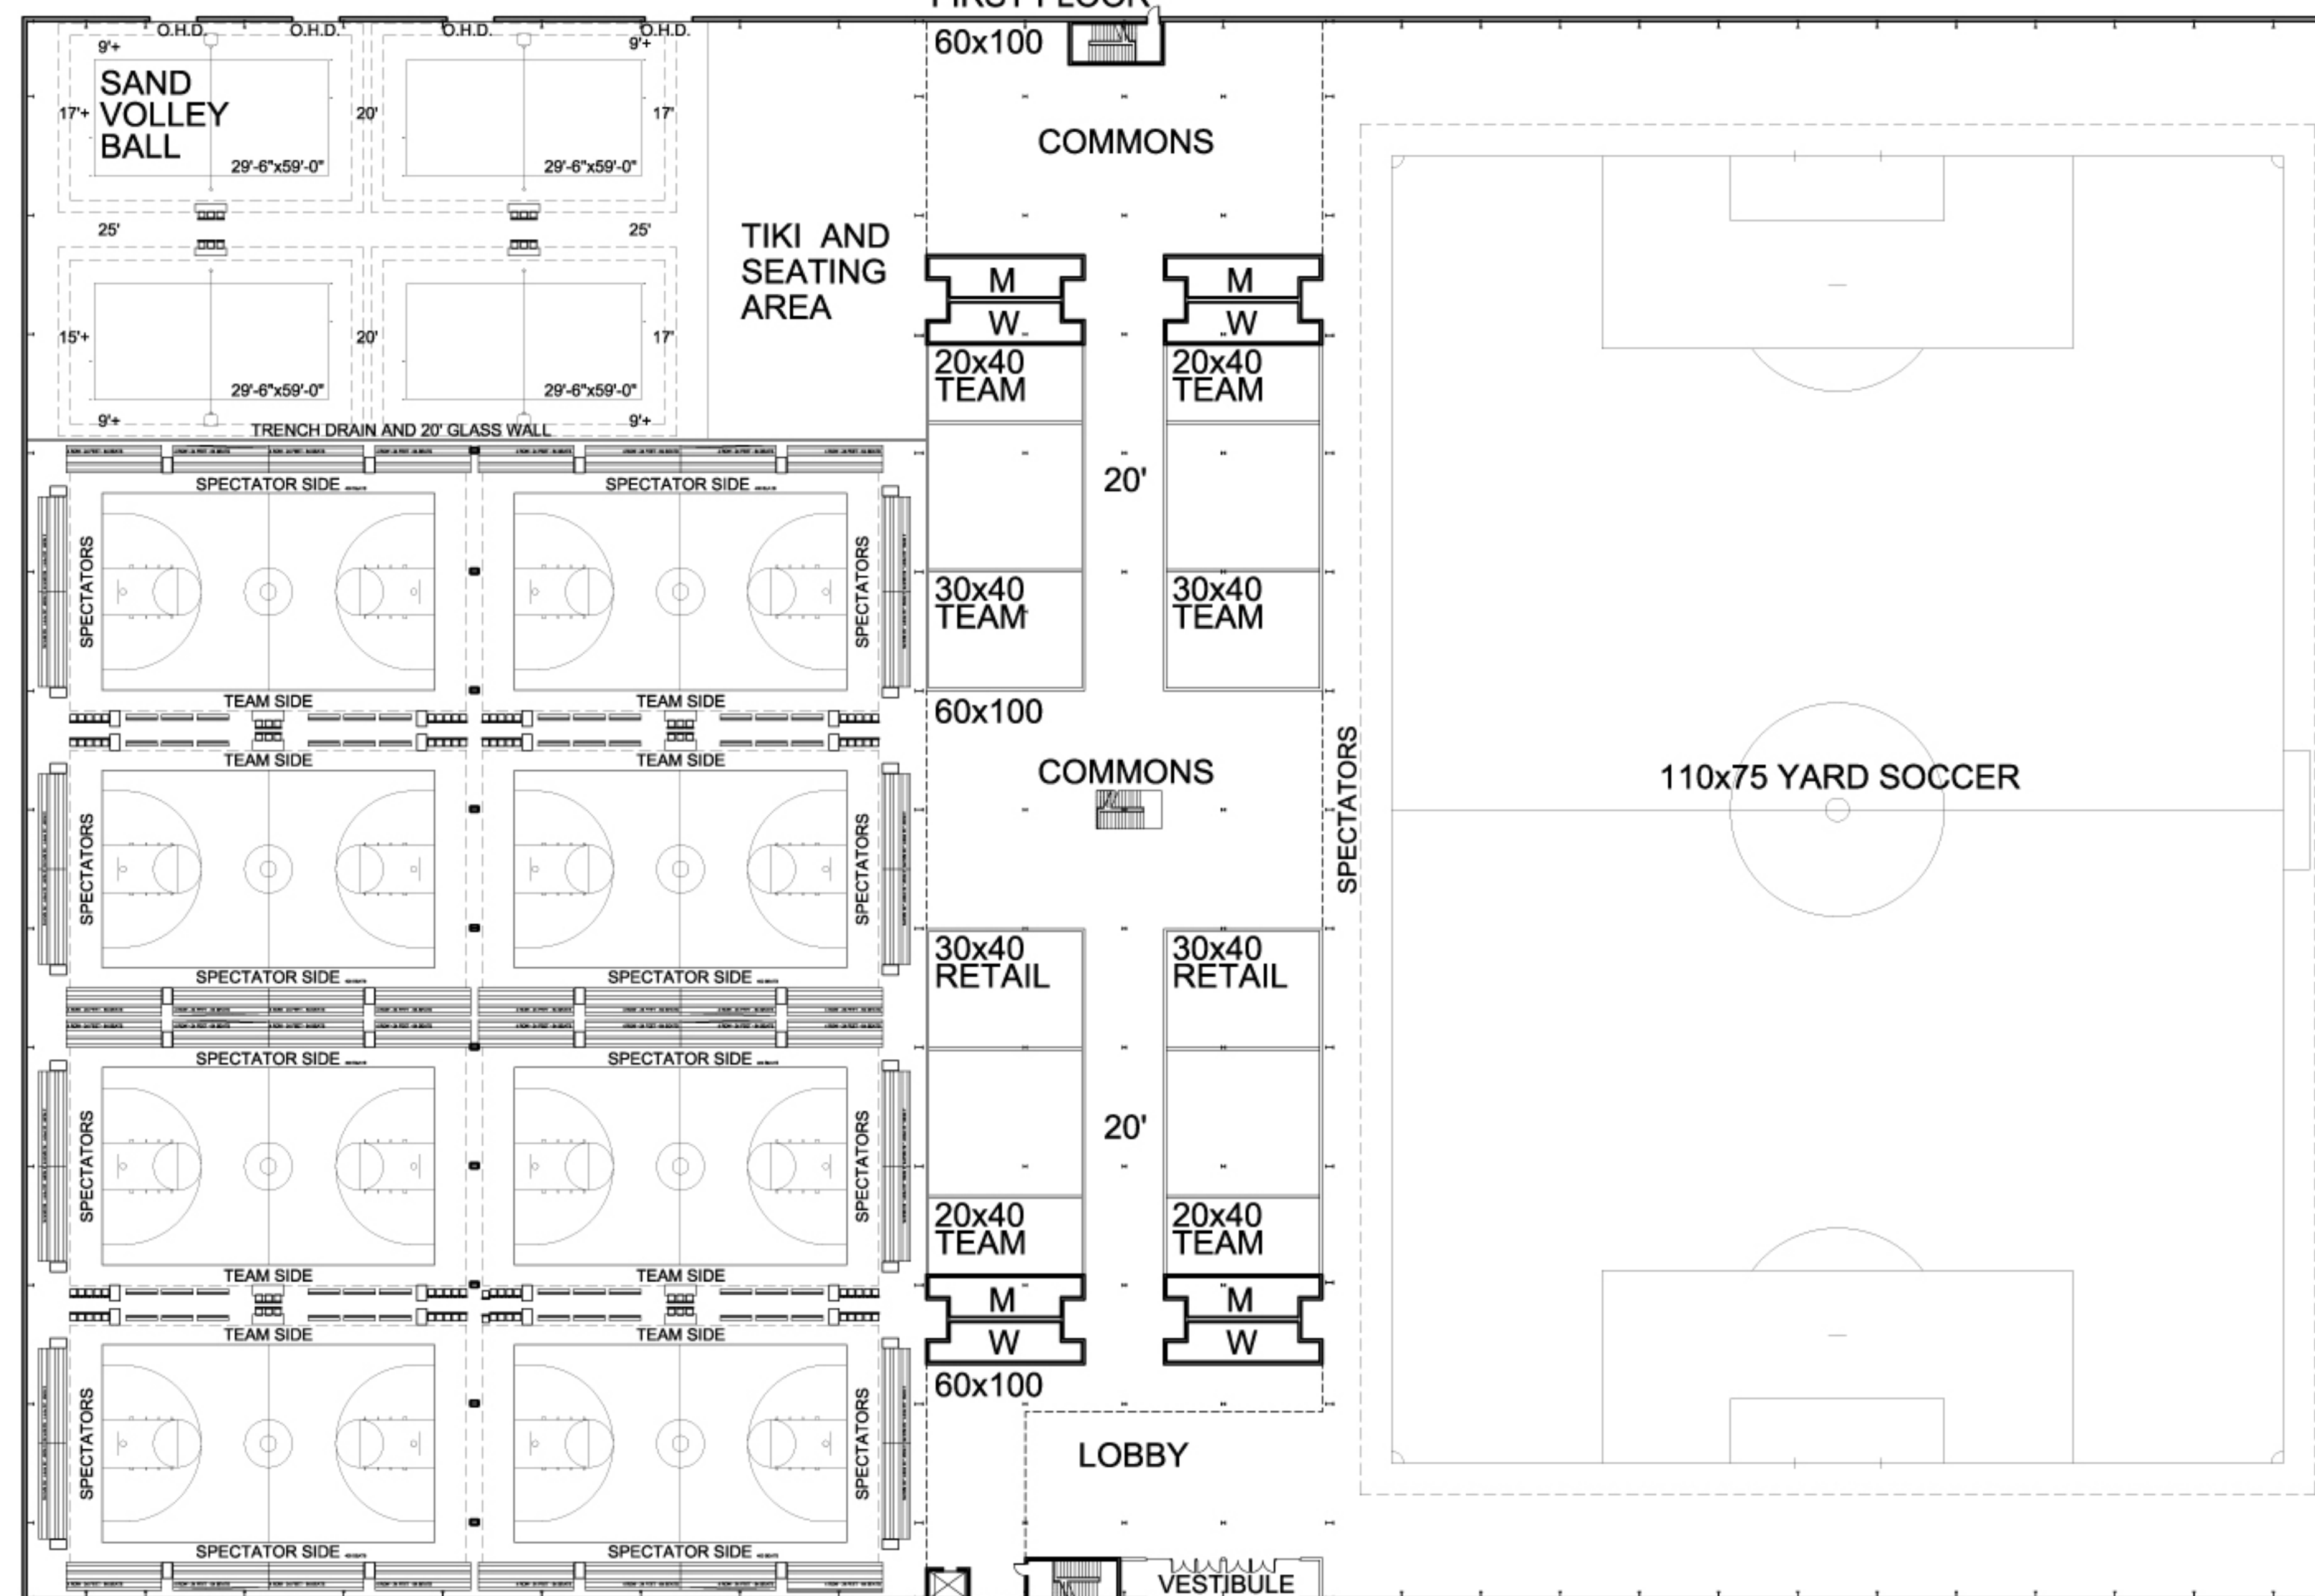 FIRST FLOOR
O.H.D.
O.H.D.
O.H.D.
O.H.D.
9'+
9'+
SAND
VOLLEY
BALL
17'+
20'
17'
29'-6"x59'-0"
29'-6"x59'-0"
25'
25'
15'+
20'
17'
29'-6"x59'-0"
29'-6"x59'-0"
9'+
9'+
TRENCH DRAIN AND 20' GLASS WALL
TIKI AND
SEATING
AREA
SPECTATOR SIDE
SPECTATOR SIDE
SPECTATORS
SPECTATORS
TEAM SIDE
TEAM SIDE
TEAM SIDE
TEAM SIDE
SPECTATORS
SPECTATORS
SPECTATOR SIDE
SPECTATOR SIDE
SPECTATOR SIDE
SPECTATOR SIDE
SPECTATORS
SPECTATORS
TEAM SIDE
TEAM SIDE
TEAM SIDE
TEAM SIDE
SPECTATORS
SPECTATORS
SPECTATOR SIDE
SPECTATOR SIDE
60x100
COMMONS
M
M
W
W
20x40
TEAM
20x40
TEAM
20'
30x40
TEAM
30x40
TEAM
60x100
COMMONS
30x40
RETAIL
30x40
RETAIL
20'
20x40
TEAM
20x40
TEAM
M
M
W
W
60x100
LOBBY
VESTIBULE
SPECTATORS
110x75 YARD SOCCER